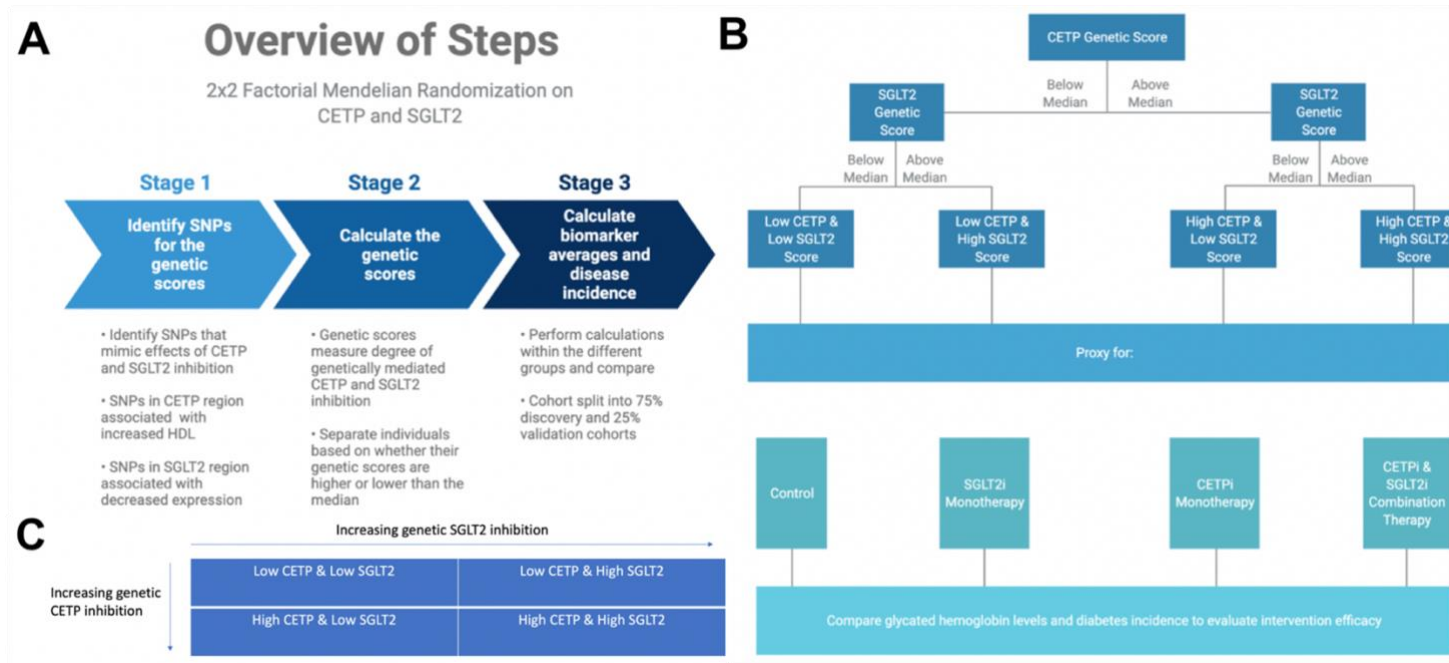 A
Overview of Steps
2x2 Factorial Mendelian Randomization on
CETP and SGLT2
Stage 1
Identify SNPs
for the
genetic
scores
• Identify SNPs that
mimic effects of CETP
and SGLT2 inhibition
• SNPs in CETP region
associated with
increased HDL
• SNPs in SGLT2 region
associated with
decreased expression
Stage 2
Calculate the
genetic
scores
• Genetic scores
measure degree of
genetically mediated
CETP and SGLT2
inhibition
• Separate individuals
based on whether their
genetic scores are
higher or lower than the
median
Stage 3
Calculate
biomarker
averages and
disease
incidence
• Perform calculations
within the different
groups and compare
• Cohort split into 75%
discovery and 25%
validation cohorts
B
CETP Genetic Score
Below
Median
Above
Median
SGLT2
Genetic
Score
SGLT2
Genetic
Score
Below
Median
Above
Median
Below
Median
Above
Median
Low CETP &
Low SGLT2
Score
Low CETP &
High SGLT2
Score
High CETP &
Low SGLT2
Score
High CETP &
High SGLT2
Score
Proxy for:
Control
SGLT2i
Monotherapy
CETPi
Monotherapy
CETPi &
SGLT2i
Combination
Therapy
Compare glycated hemoglobin levels and diabetes incidence to evaluate intervention efficacy
C
Increasing genetic SGLT2 inhibition
Increasing genetic
CETP inhibition
Low CETP & Low SGLT2
Low CETP & High SGLT2
High CETP & Low SGLT2
High CETP & High SGLT2